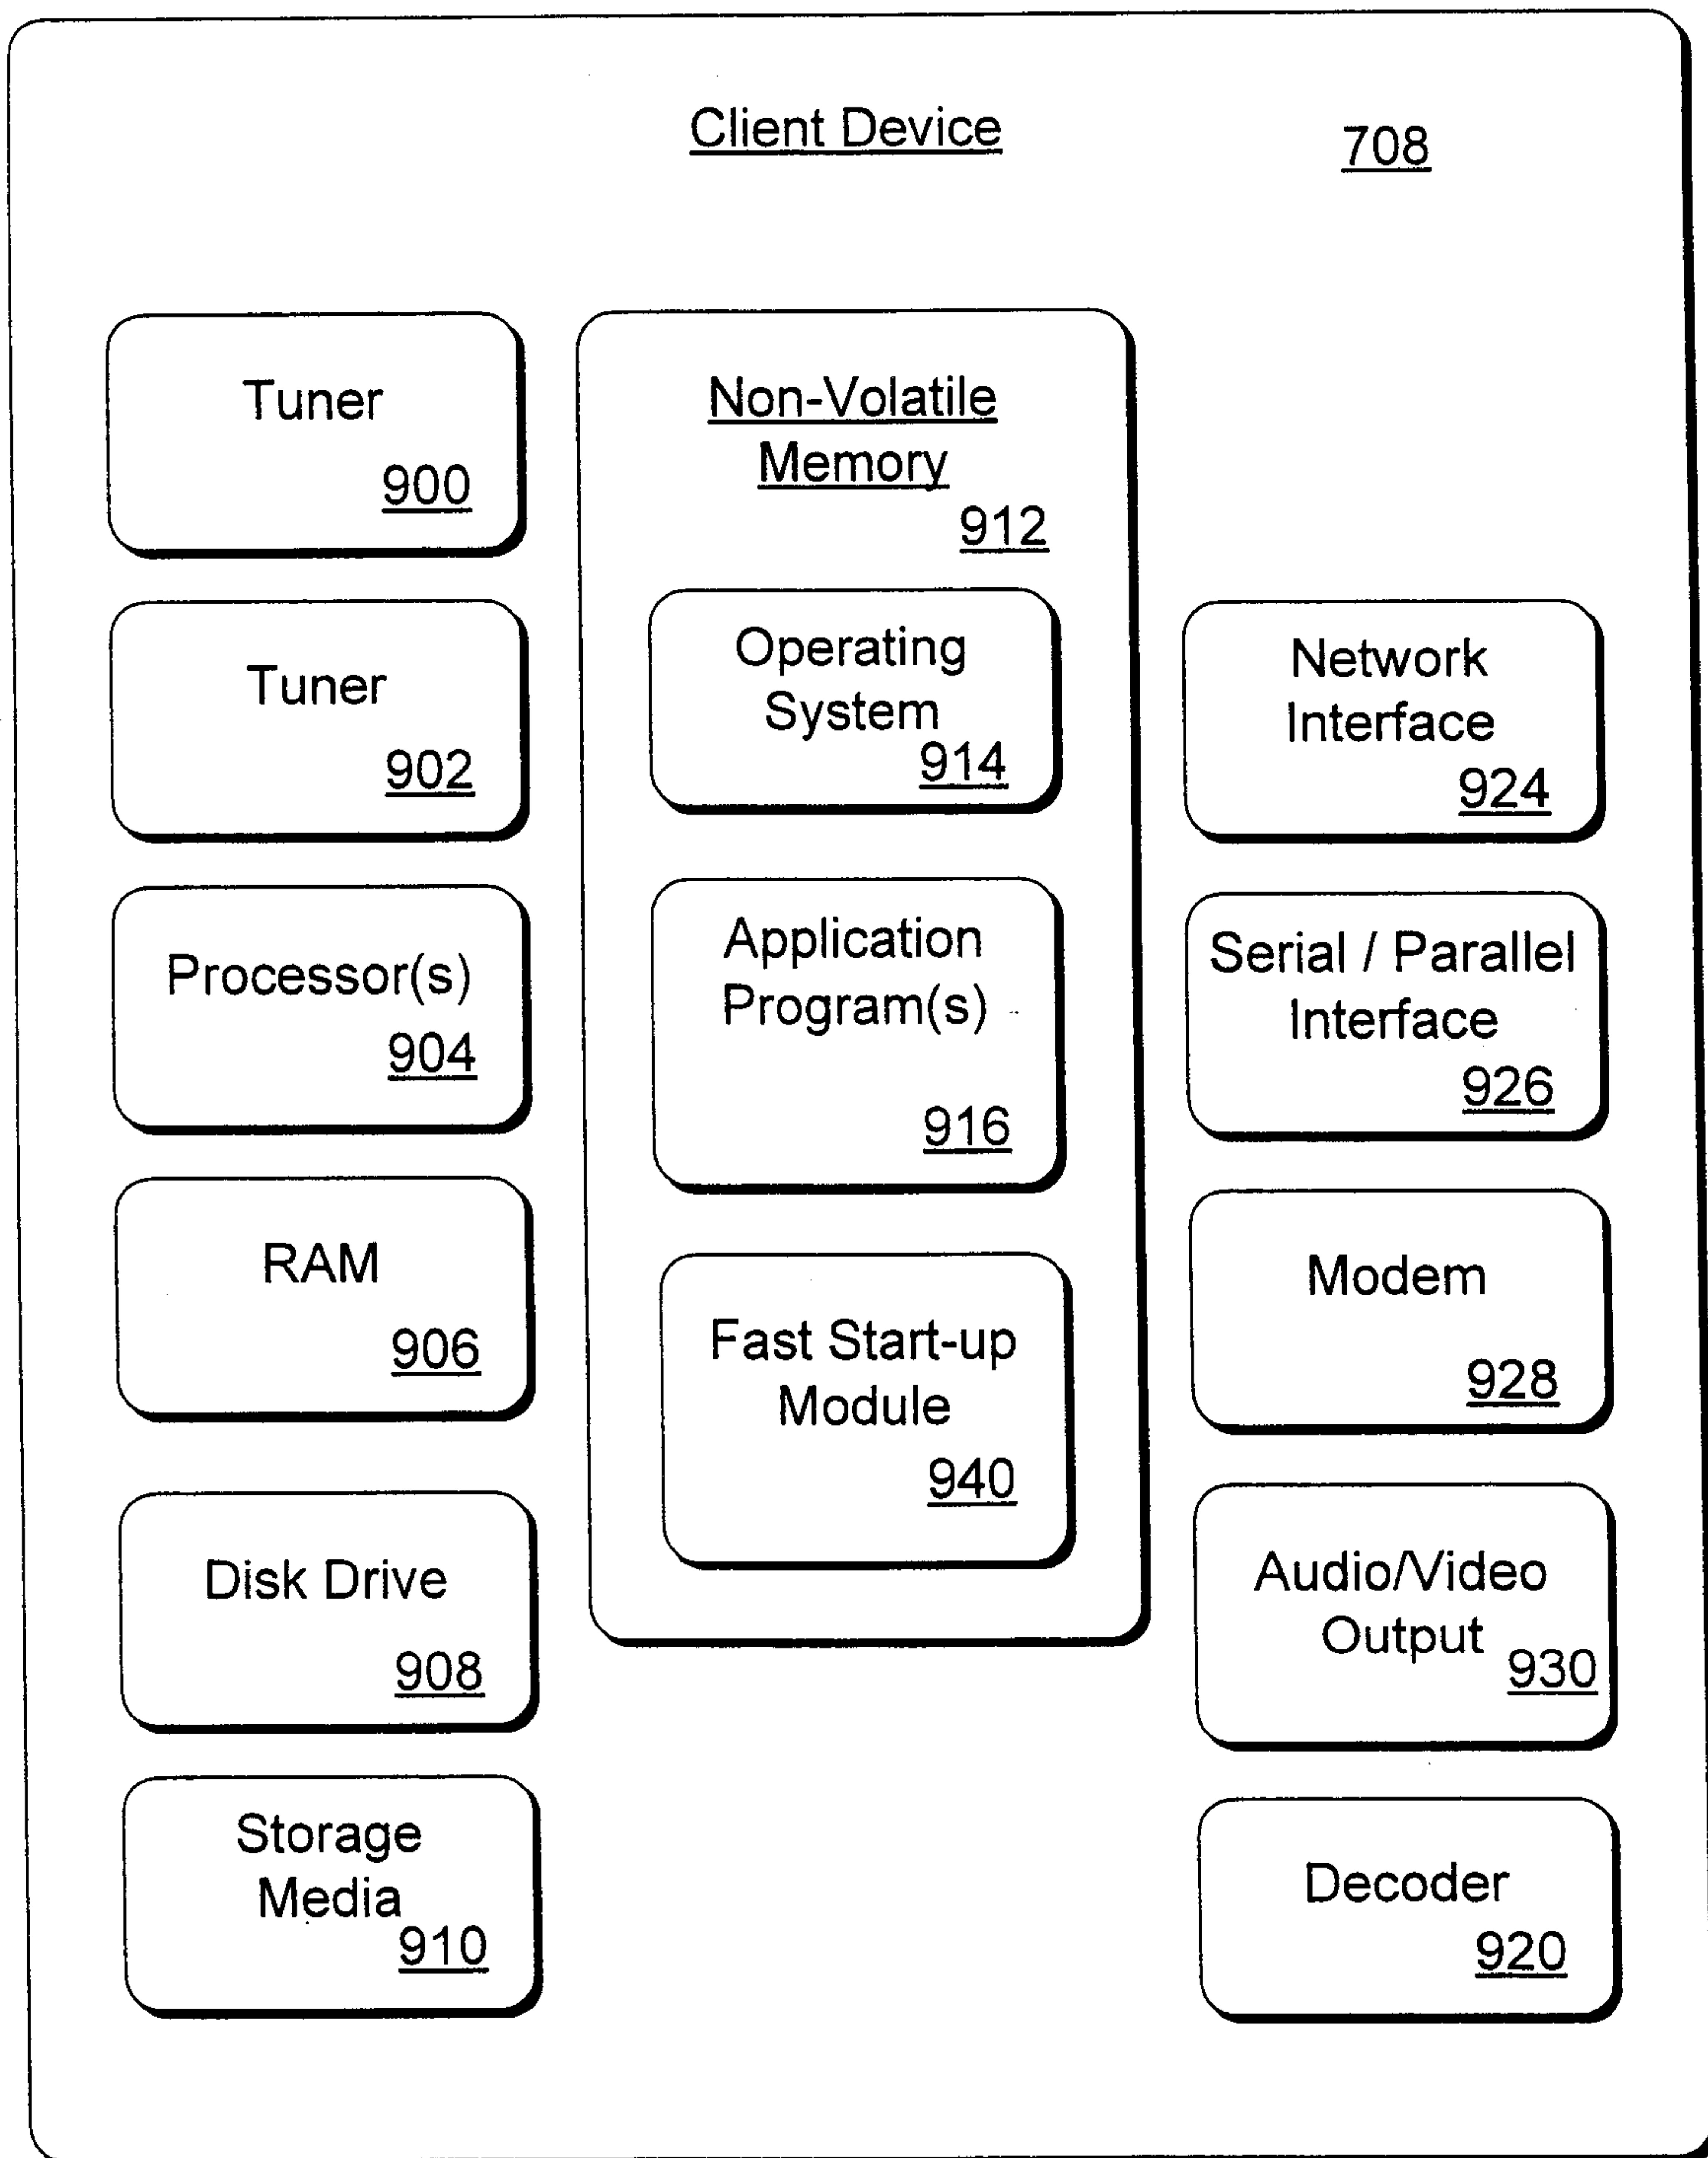 Client Device
708
Tuner
900
Tuner
902
Processor(s)
904
RAM
906
Disk Drive
908
Storage
Media
910
Non-Volatile
Memory
912
Operating
System
914
Application
Program(s)
916
Fast Start-up
Module
940
Network
Interface
924
Serial / Parallel
Interface
926
Modem
928
Audio/Video
Output
930
Decoder
920